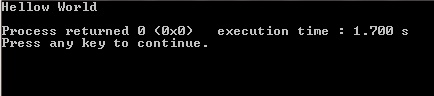 Hellow World
Process returned 0 (0x0)   execution time : 1.700 s
Press any key to continue.